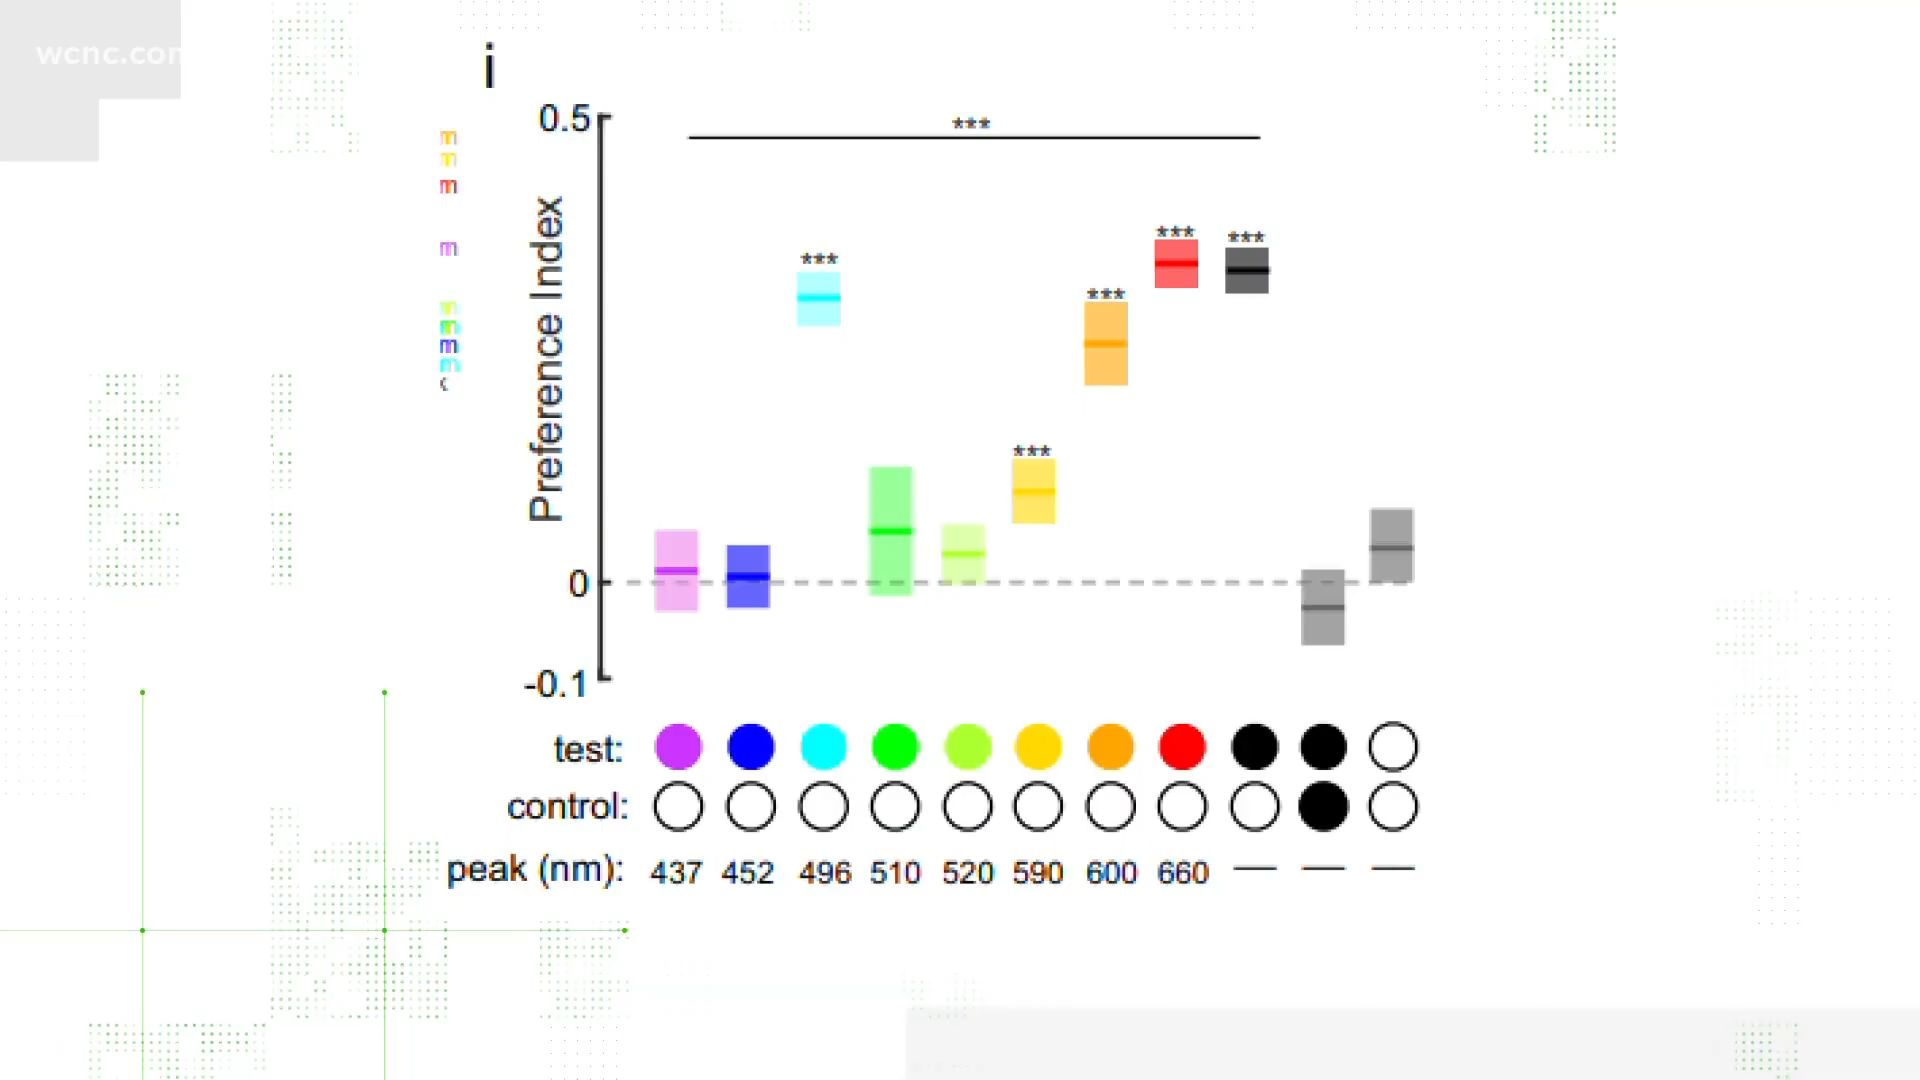 wcnc.com
i
0.5
***
m
m
m
m
m
m
m
m
x
Preference Index
***
***
***
***
***
0
-0.1
test:
control:
peak (nm): 437 452 496 510 520 590 600 660 — — —